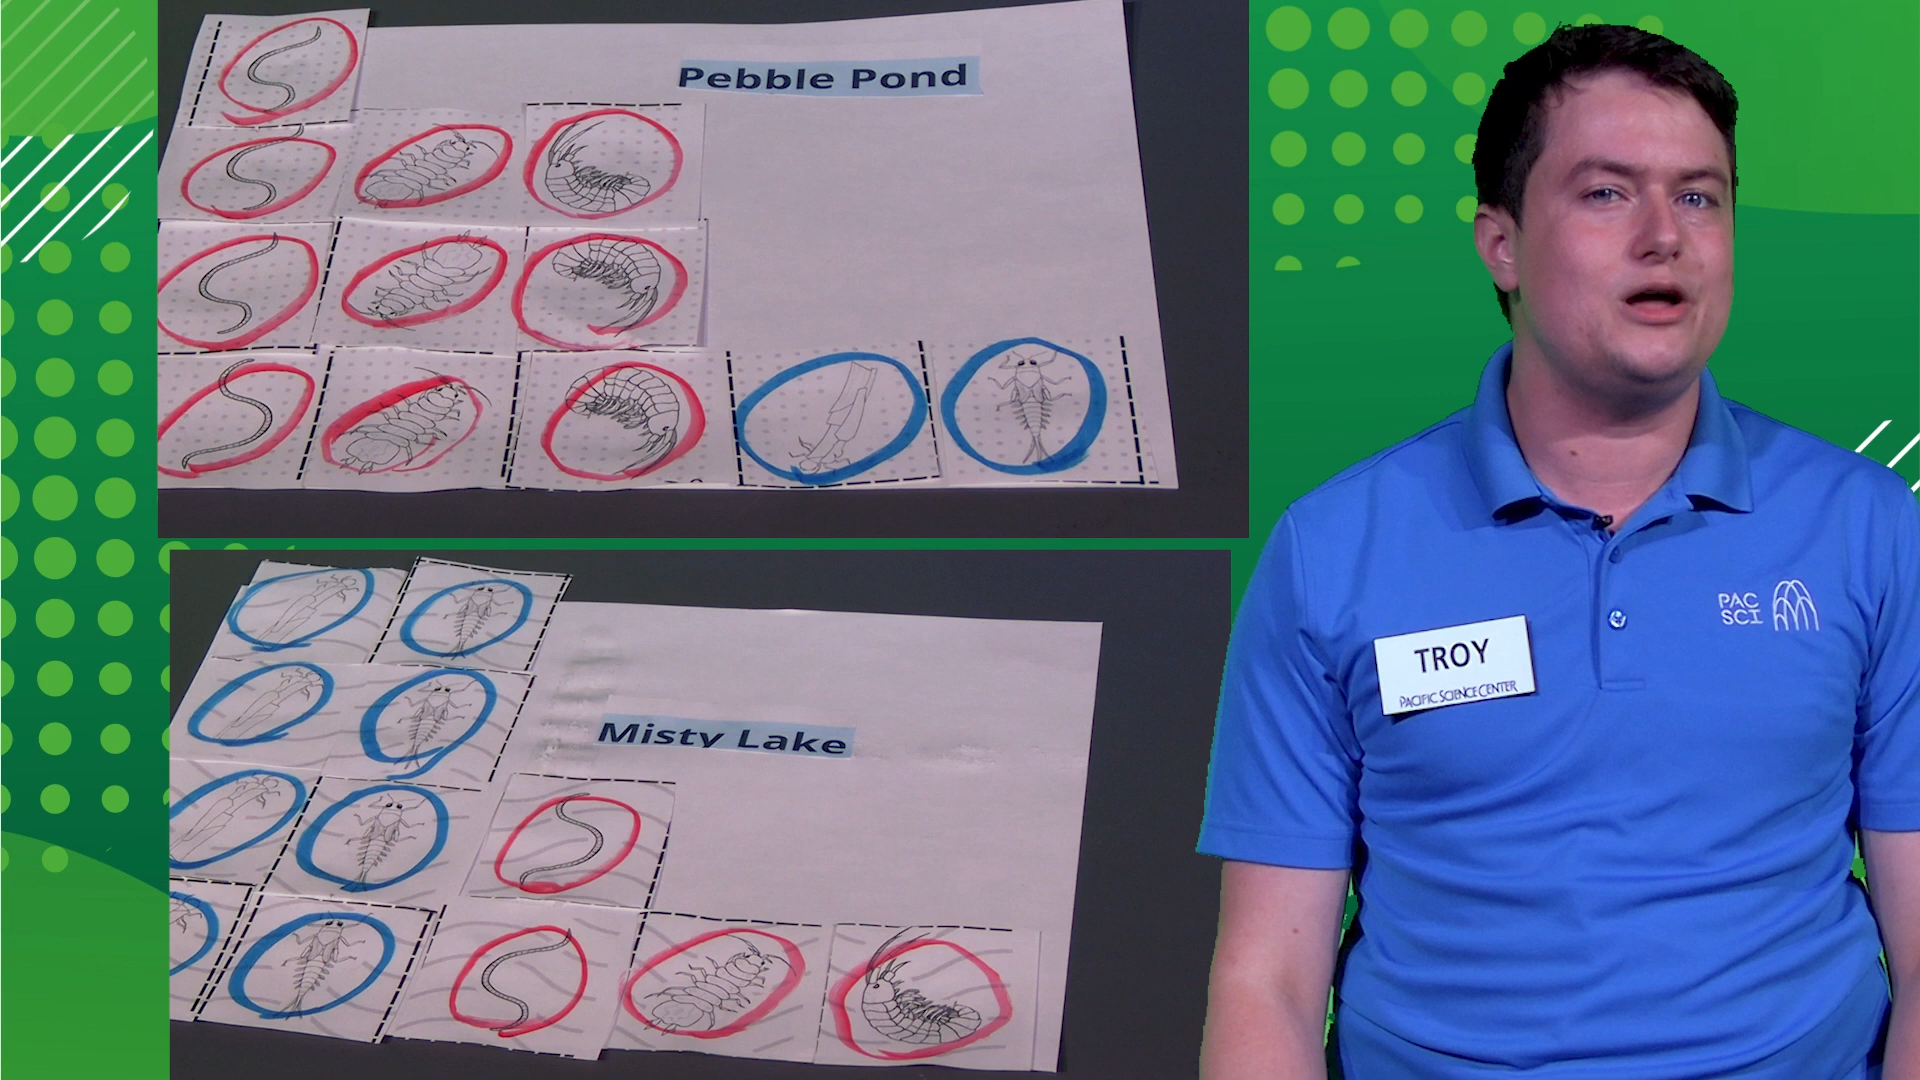 Pebble Pond
Misty Lake
PAC
SCI
TROY
PACIFIC SCIENCE CENTER